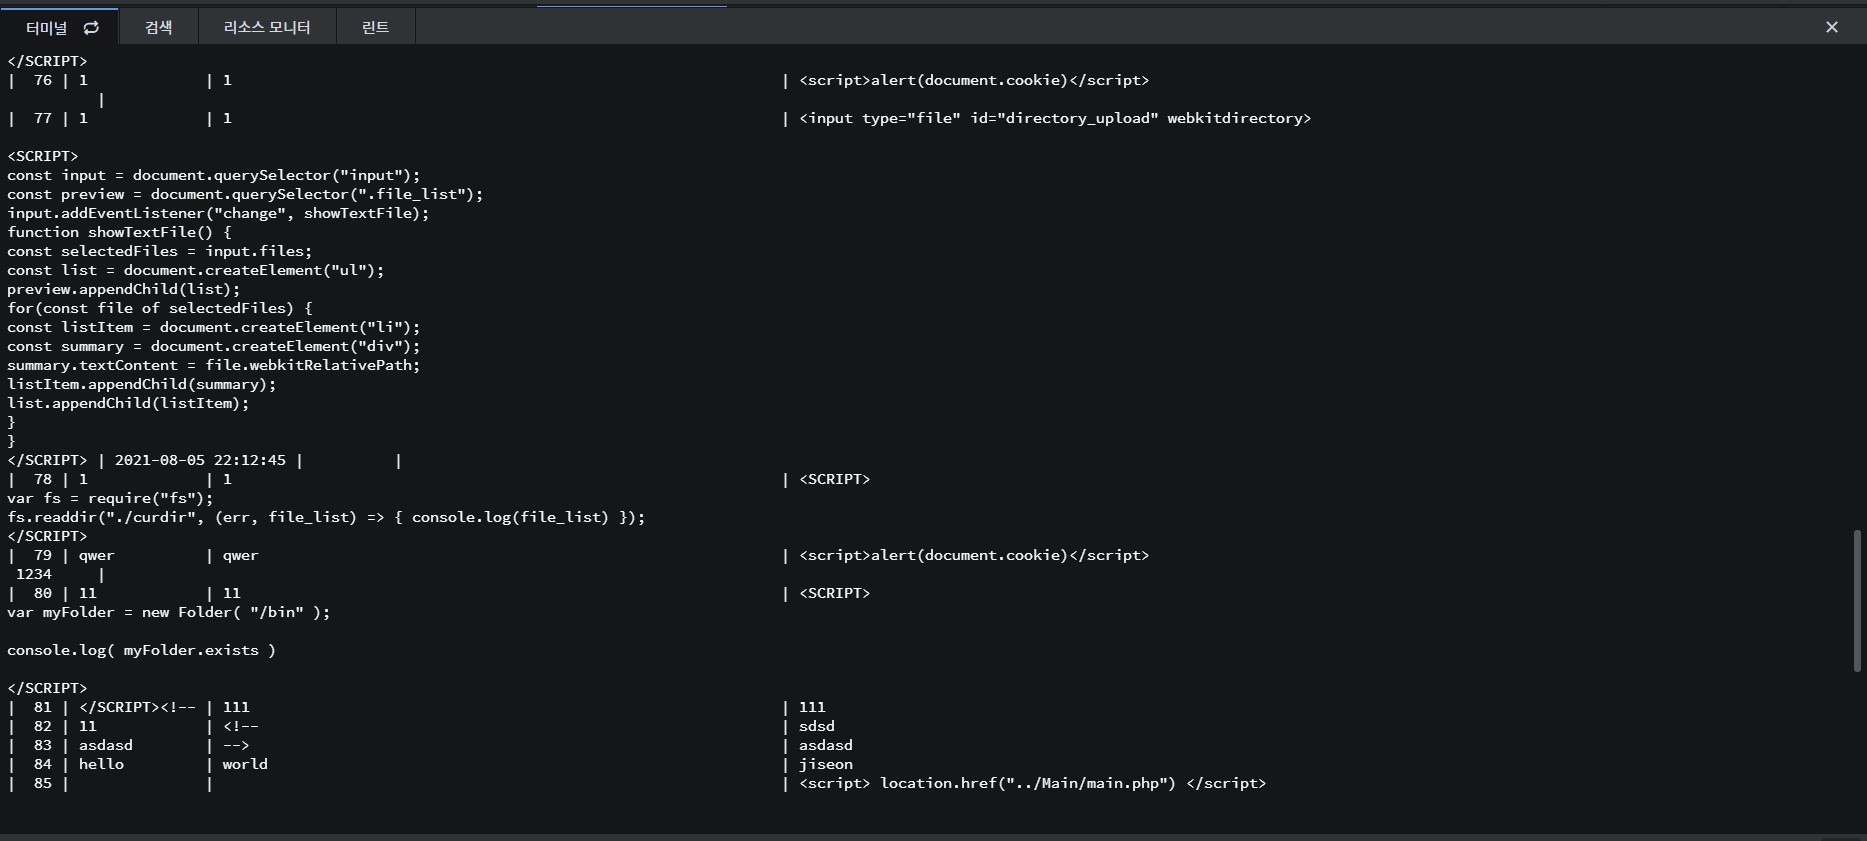 터미널 검색 리소스 모니터 린트
</SCRIPT>
| 76 | 1 | 1 | <script>alert(document.cookie)</script>
|
| 77 | 1 | 1 | <input type="file" id="directory_upload" webkitdirectory>
<SCRIPT>
const input = document.querySelector("input");
const preview = document.querySelector(".file_list");
input.addEventListener("change", showTextFile);
function showTextFile() {
const selectedFiles = input.files;
const list = document.createElement("ul");
preview.appendChild(list);
for(const file of selectedFiles) {
const listItem = document.createElement("li");
const summary = document.createElement("div");
summary.textContent = file.webkitRelativePath;
listItem.appendChild(summary);
list.appendChild(listItem);
}
}
</SCRIPT> | 2021-08-05 22:12:45 | |
| 78 | 1 | 1 | <SCRIPT>
var fs = require("fs");
fs.readdir("./curdir", (err, file_list) => { console.log(file_list) });
</SCRIPT>
| 79 | qwer | qwer | <script>alert(document.cookie)</script>
1234 |
| 80 | 11 | 11 | <SCRIPT>
var myFolder = new Folder( "/bin" );
console.log( myFolder.exists )
</SCRIPT>
| 81 | </SCRIPT><!-- | 111 | 111
| 82 | 11 | <!-- | sdsd
| 83 | asdasd | --> | asdasd
| 84 | hello | world | jiseon
| 85 | | | <script> location.href("../Main/main.php") </script>